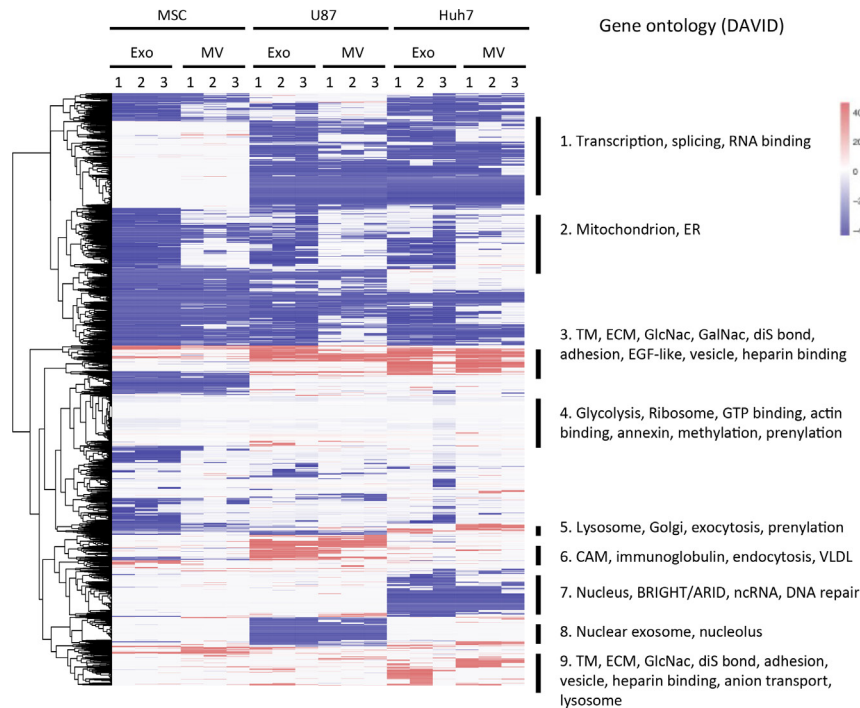 MSC U87 Huh7
Gene ontology (DAVID)
Exo MV Exo MV Exo MV
1 2 3 1 2 3 1 2 3 1 2 3 1 2 3 1 2 3
1. Transcription, splicing, RNA binding
40
20
0
-2
-4
2. Mitochondrion, ER
3. TM, ECM, GlcNac, GalNac, diS bond,
adhesion, EGF-like, vesicle, heparin binding
4. Glycolysis, Ribosome, GTP binding, actin
binding, annexin, methylation, prenylation
5. Lysosome, Golgi, exocytosis, prenylation
6. CAM, immunoglobulin, endocytosis, VLDL
7. Nucleus, BRIGHT/ARID, ncRNA, DNA repair
8. Nuclear exosome, nucleolus
9. TM, ECM, GlcNac, diS bond, adhesion,
vesicle, heparin binding, anion transport,
lysosome